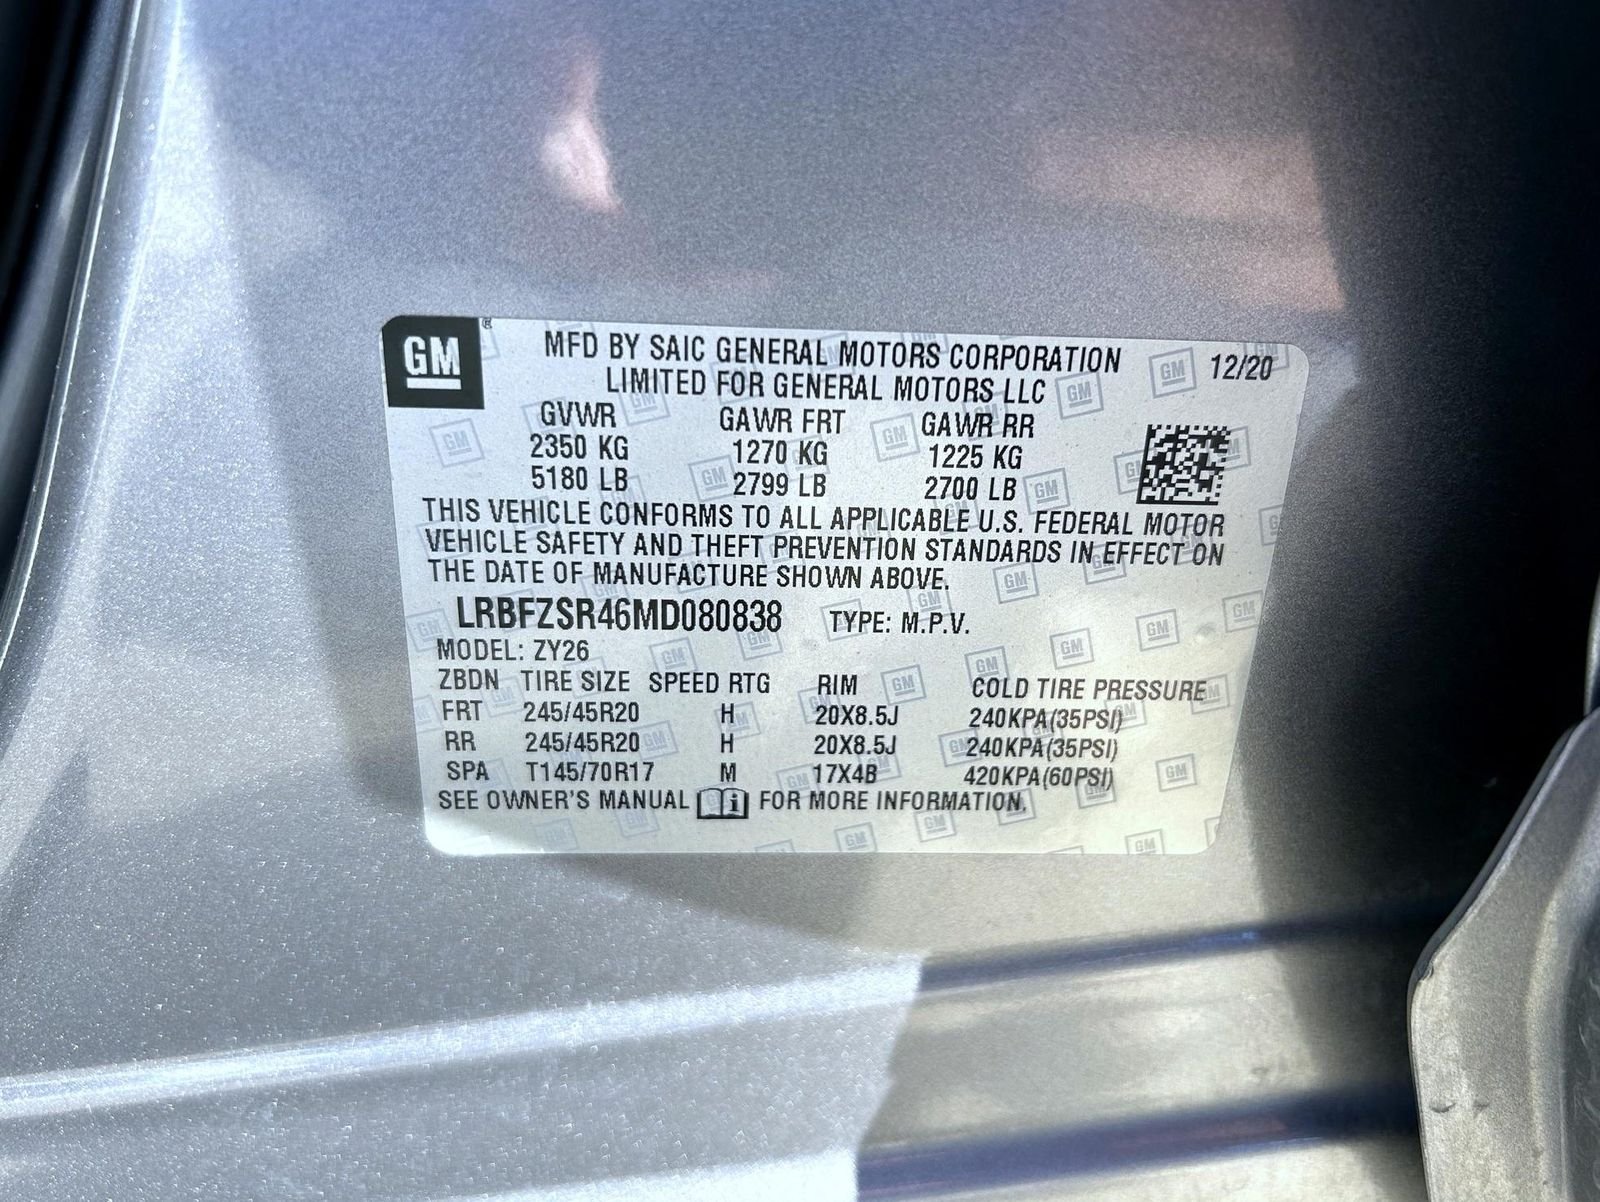 GM
MFD BY SAIC GENERAL MOTORS CORPORATION 12/20
LIMITED FOR GENERAL MOTORS LLC
GVWR GAWR FRT GAWR RR
2350 KG 1270 KG 1225 KG
5180 LB 2799 LB 2700 LB
THIS VEHICLE CONFORMS TO ALL APPLICABLE U.S. FEDERAL MOTOR
VEHICLE SAFETY AND THEFT PREVENTION STANDARDS IN EFFECT ON
THE DATE OF MANUFACTURE SHOWN ABOVE.
LRBFZSR46MD080838 TYPE: M.P.V.
MODEL: ZY26
ZBDN TIRE SIZE SPEED RTG RIM COLD TIRE PRESSURE
FRT 245/45R20 H 20X8.5J 240KPA(35PSI)
RR 245/45R20 H 20X8.5J 240KPA(35PSI)
SPA T145/70R17 M 17X4B 420KPA(60PSI)
SEE OWNER'S MANUAL i FOR MORE INFORMATION.